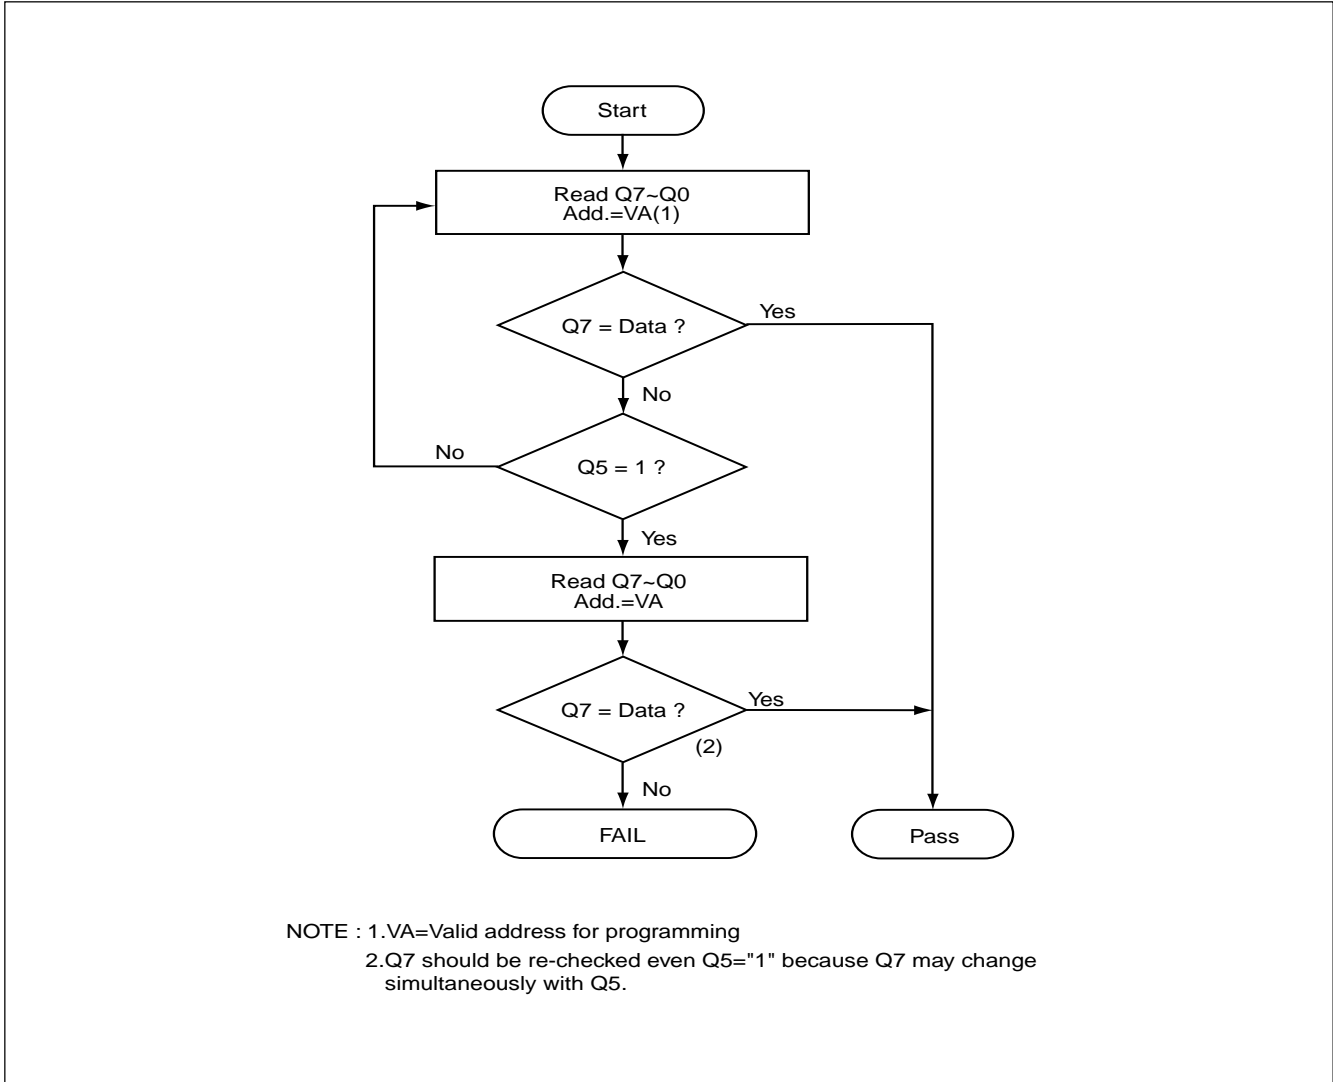 Start
Read Q7~Q0
Add.=VA(1)
Q7 = Data ?
Yes
No
Q5 = 1 ?
No
Yes
Read Q7~Q0
Add.=VA
Q7 = Data ?
Yes
(2)
No
FAIL
Pass
NOTE : 1.VA=Valid address for programming
2.Q7 should be re-checked even Q5="1" because Q7 may change
simultaneously with Q5.